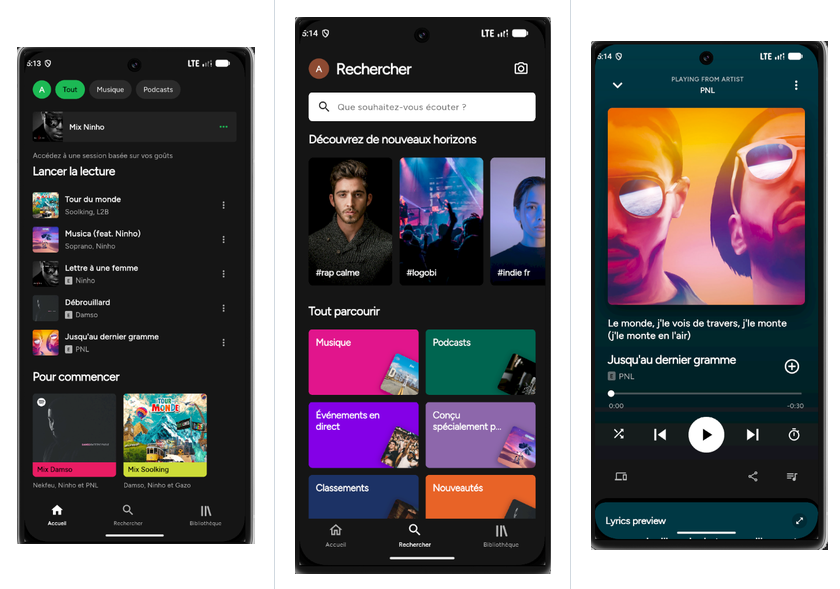 5:13
LTE
A
Tout
Musique
Podcasts
Mix Ninho
Accédez à une session basée sur vos goûts
Lancer la lecture
Tour du monde
Soolking, L2B
Musica (feat. Ninho)
Soprano, Ninho
Lettre à une femme
E Ninho
Débrouillard
E Damso
Jusqu'au dernier gramme
E PNL
Pour commencer
TOUR DU MONDE
Mix Damso
Mix Soolking
Nekfeu, Ninho et PNL
Damso, Ninho et Gazo
Accueil
Rechercher
Bibliothèque
5:14
LTE
A
Rechercher
Que souhaitez-vous écouter ?
Découvrez de nouveaux horizons
#rap calme
#logobi
#indie fr
Tout parcourir
Musique
Podcasts
Événements en
direct
Conçu
spécialement p...
Classements
Nouveautés
Accueil
Rechercher
Bibliothèque
5:14
LTE
PLAYING FROM ARTIST
PNL
Le monde, j'le vois de travers, j'le monte
(j'le monte en l'air)
Jusqu'au dernier gramme
E PNL
0:00
-0:30
Lyrics preview